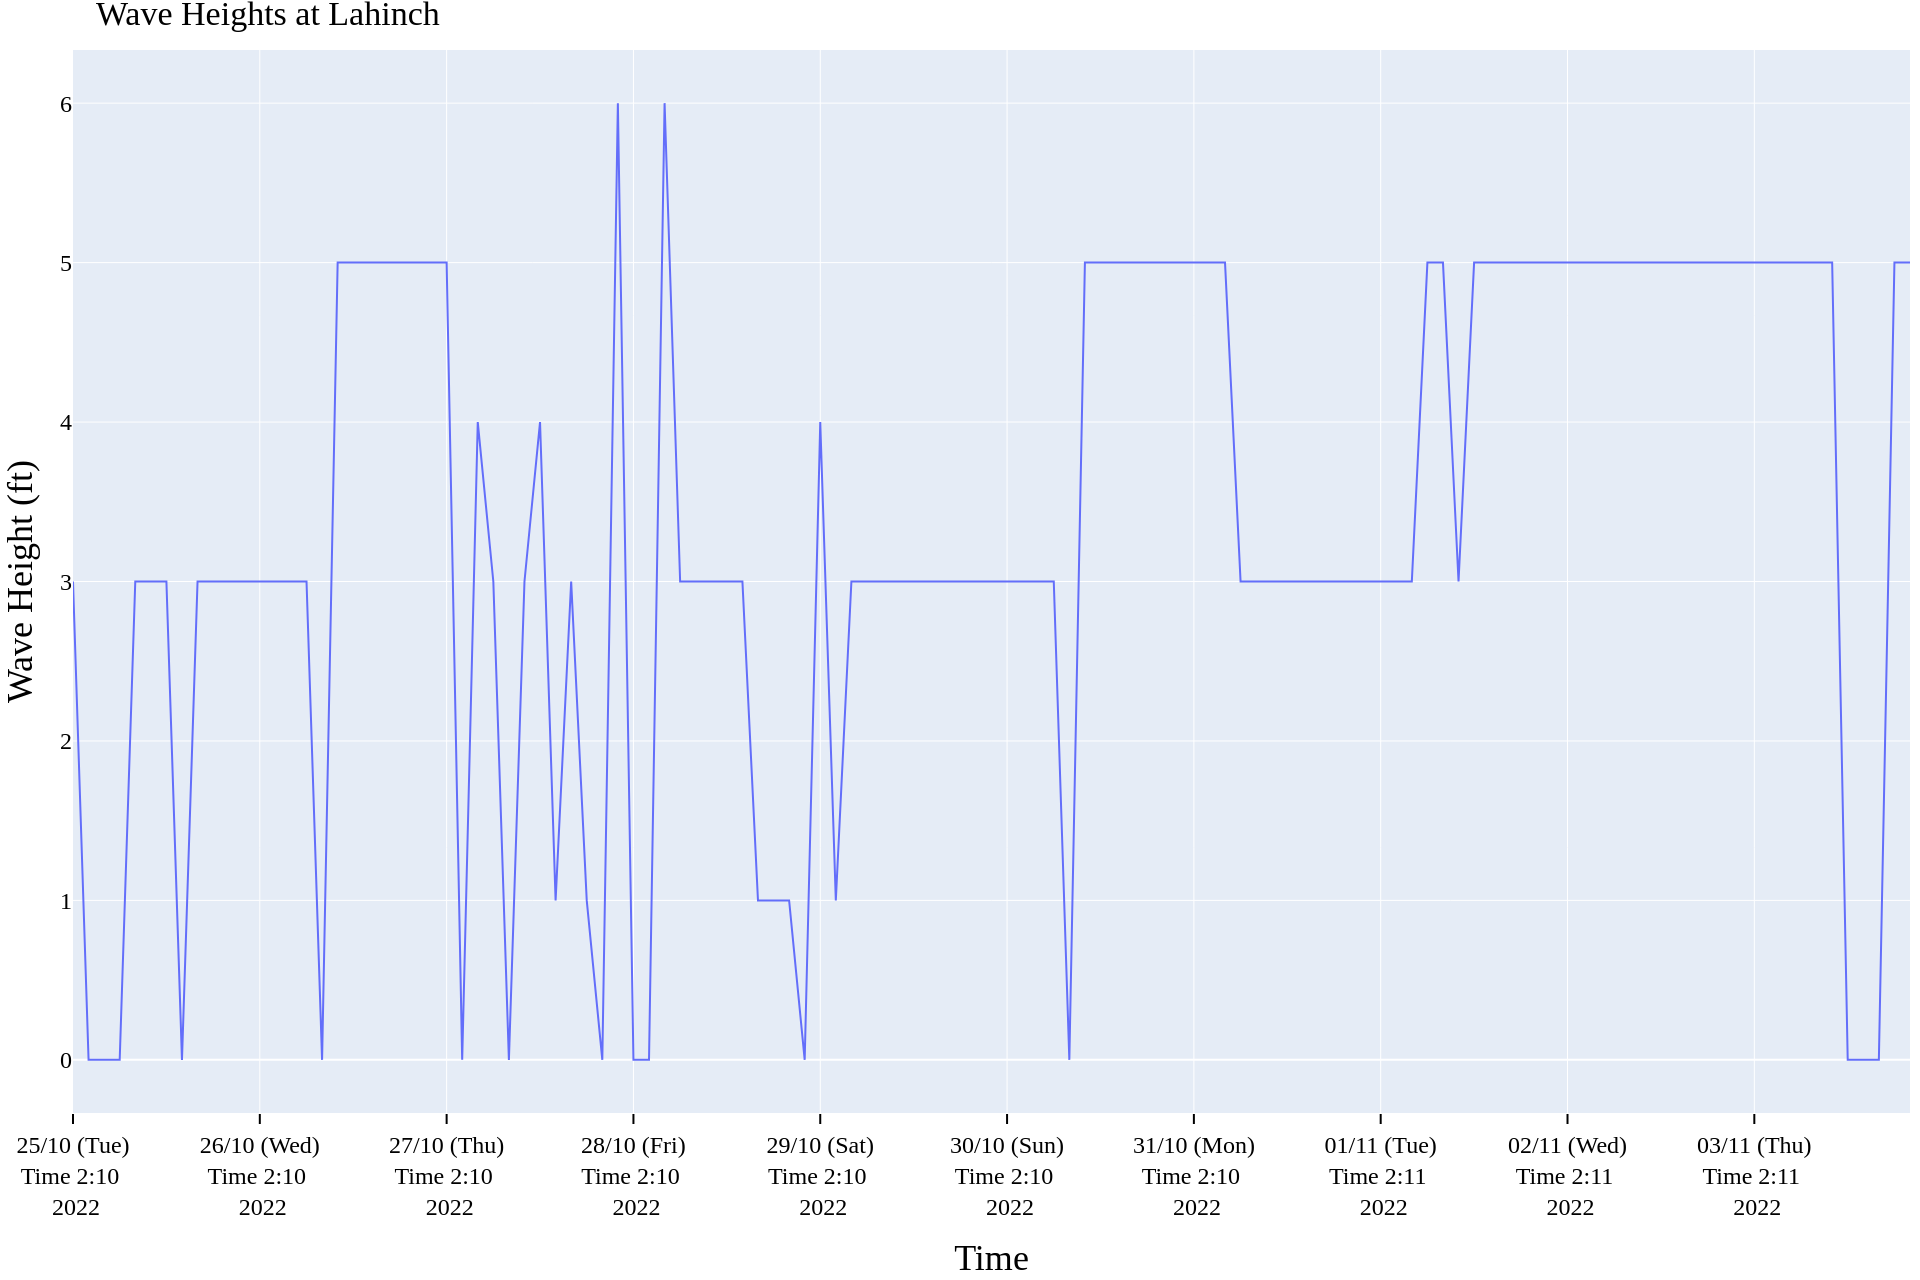 Wave Heights at Lahinch
Wave Height (ft)
6
5
4
3
2
1
0
25/10 (Tue)
Time 2:10
2022
26/10 (Wed)
Time 2:10
2022
27/10 (Thu)
Time 2:10
2022
28/10 (Fri)
Time 2:10
2022
29/10 (Sat)
Time 2:10
2022
30/10 (Sun)
Time 2:10
2022
31/10 (Mon)
Time 2:10
2022
01/11 (Tue)
Time 2:11
2022
02/11 (Wed)
Time 2:11
2022
03/11 (Thu)
Time 2:11
2022
Time